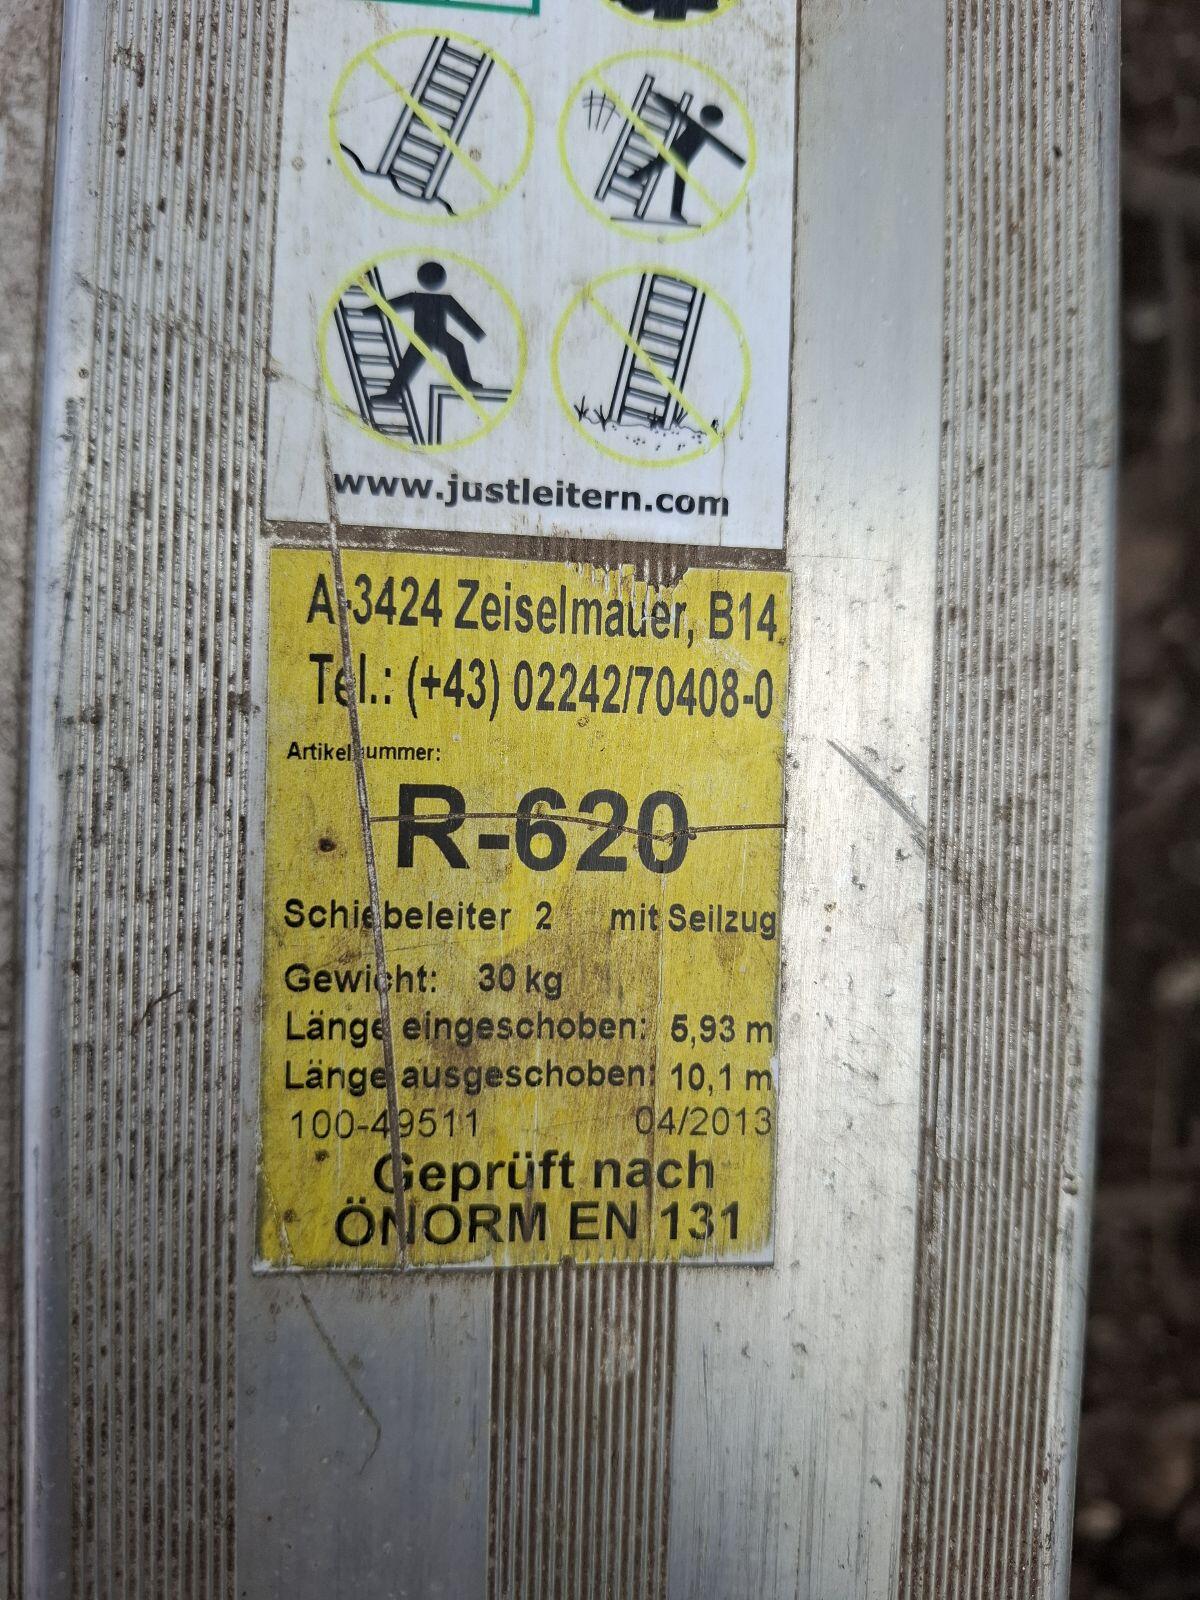 www.justleitern.com
A-3424 Zeiselmauer, B14
Tel.: (+43) 02242/70408-0
Artikelnummer:
R-620
Schiebeleiter 2 mit Seilzug
Gewicht: 30 kg
Länge eingeschoben: 5,93 m
Länge ausgeschoben: 10,1 m
100-49511 04/2013
Geprüft nach
ÖNORM EN 131